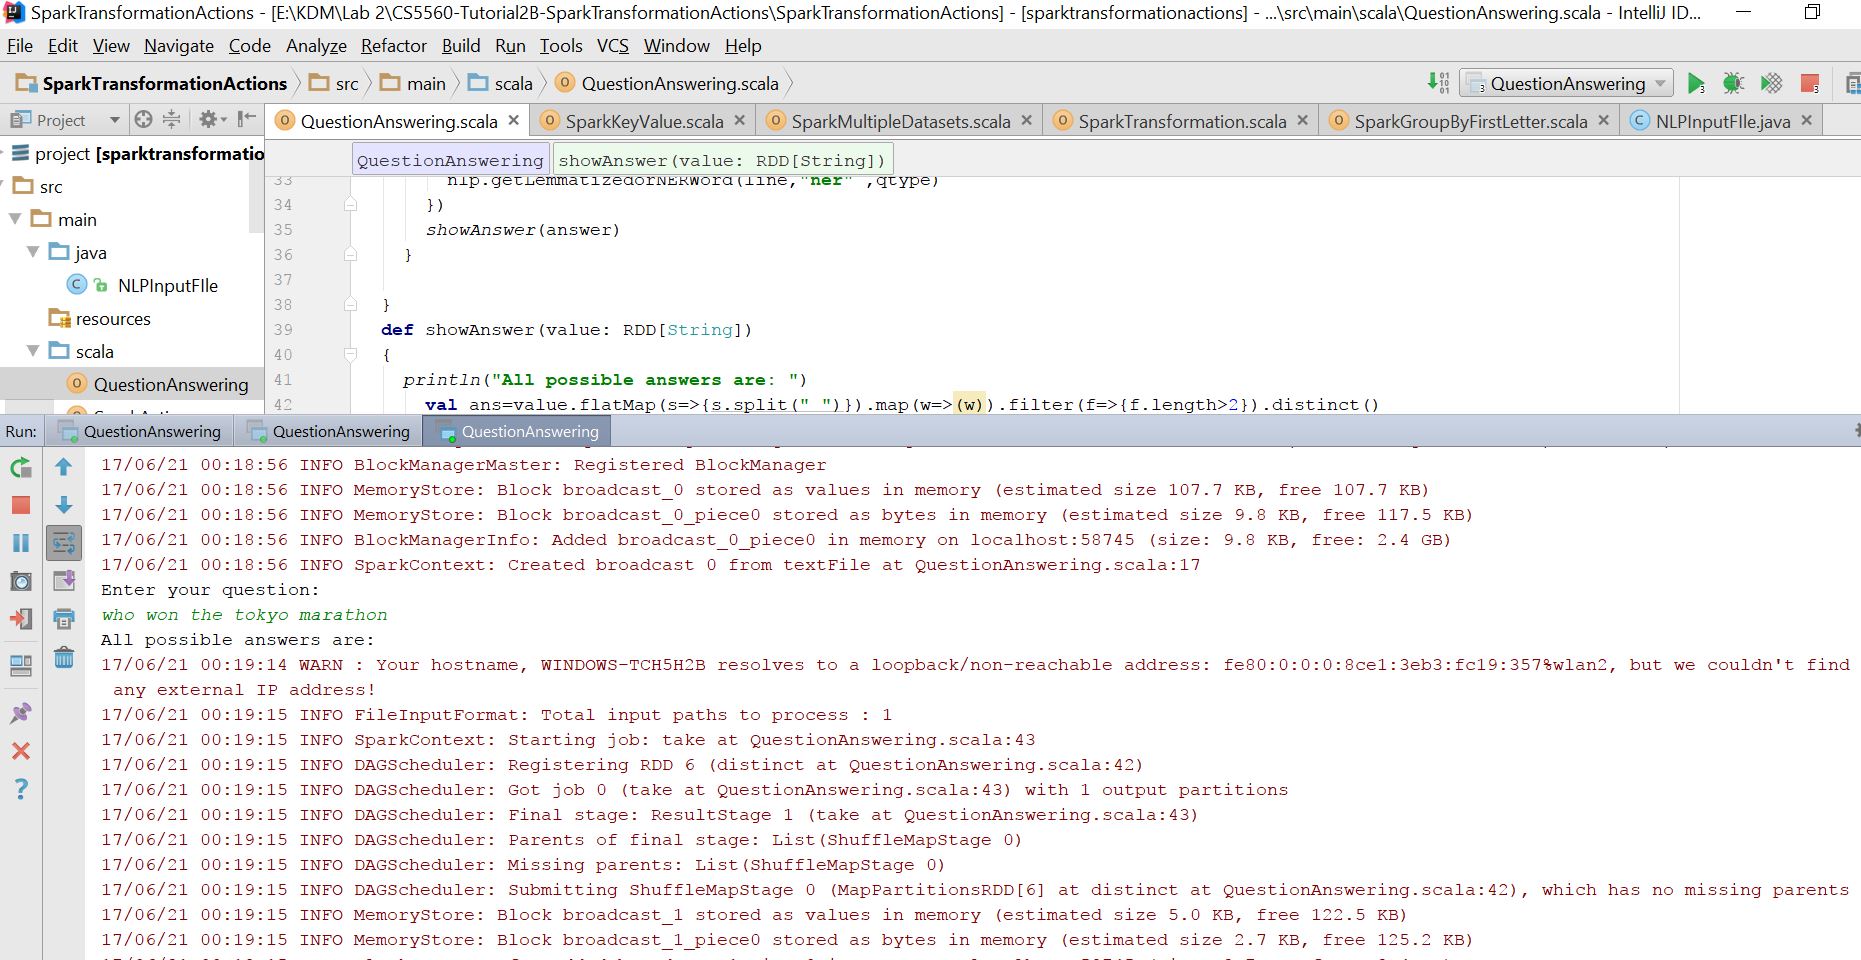 SparkTransformationActions - [E:\KDM\Lab 2\CS5560-Tutorial2B-SparkTransformationActions\SparkTransformationActions] - [sparktransformationactions] - ...\src\main\scala\QuestionAnswering.scala - IntelliJ ID...
File Edit View Navigate Code Analyze Refactor Build Run Tools VCS Window Help
SparkTransformationActions src main scala QuestionAnswering.scala QuestionAnswering
Project QuestionAnswering.scala SparkKeyValue.scala SparkMultipleDatasets.scala SparkTransformation.scala SparkGroupByFirstLetter.scala NLPInputFIle.java
project [sparktransformatio
QuestionAnswering showAnswer(value: RDD[String])
src
main
java
NLPInputFIle
resources
scala
QuestionAnswering
33 nlp.getLemmatizedorNERWord(line,"ner" ,qtype)
34 })
35 showAnswer(answer)
36 }
37
38 }
39 def showAnswer(value: RDD[String])
40 {
41 println("All possible answers are: ")
42 val ans=value.flatMap(s=>{s.split(" ")}).map(w=>(w)).filter(f=>{f.length>2}).distinct()
Run: QuestionAnswering QuestionAnswering QuestionAnswering
17/06/21 00:18:56 INFO BlockManagerMaster: Registered BlockManager
17/06/21 00:18:56 INFO MemoryStore: Block broadcast_0 stored as values in memory (estimated size 107.7 KB, free 107.7 KB)
17/06/21 00:18:56 INFO MemoryStore: Block broadcast_0_piece0 stored as bytes in memory (estimated size 9.8 KB, free 117.5 KB)
17/06/21 00:18:56 INFO BlockManagerInfo: Added broadcast_0_piece0 in memory on localhost:58745 (size: 9.8 KB, free: 2.4 GB)
17/06/21 00:18:56 INFO SparkContext: Created broadcast 0 from textFile at QuestionAnswering.scala:17
Enter your question:
who won the tokyo marathon
All possible answers are:
17/06/21 00:19:14 WARN : Your hostname, WINDOWS-TCH5H2B resolves to a loopback/non-reachable address: fe80:0:0:0:8ce1:3eb3:fc19:357%wlan2, but we couldn't find
any external IP address!
17/06/21 00:19:15 INFO FileInputFormat: Total input paths to process : 1
17/06/21 00:19:15 INFO SparkContext: Starting job: take at QuestionAnswering.scala:43
17/06/21 00:19:15 INFO DAGScheduler: Registering RDD 6 (distinct at QuestionAnswering.scala:42)
17/06/21 00:19:15 INFO DAGScheduler: Got job 0 (take at QuestionAnswering.scala:43) with 1 output partitions
17/06/21 00:19:15 INFO DAGScheduler: Final stage: ResultStage 1 (take at QuestionAnswering.scala:43)
17/06/21 00:19:15 INFO DAGScheduler: Parents of final stage: List(ShuffleMapStage 0)
17/06/21 00:19:15 INFO DAGScheduler: Missing parents: List(ShuffleMapStage 0)
17/06/21 00:19:15 INFO DAGScheduler: Submitting ShuffleMapStage 0 (MapPartitionsRDD[6] at distinct at QuestionAnswering.scala:42), which has no missing parents
17/06/21 00:19:15 INFO MemoryStore: Block broadcast_1 stored as values in memory (estimated size 5.0 KB, free 122.5 KB)
17/06/21 00:19:15 INFO MemoryStore: Block broadcast_1_piece0 stored as bytes in memory (estimated size 2.7 KB, free 125.2 KB)